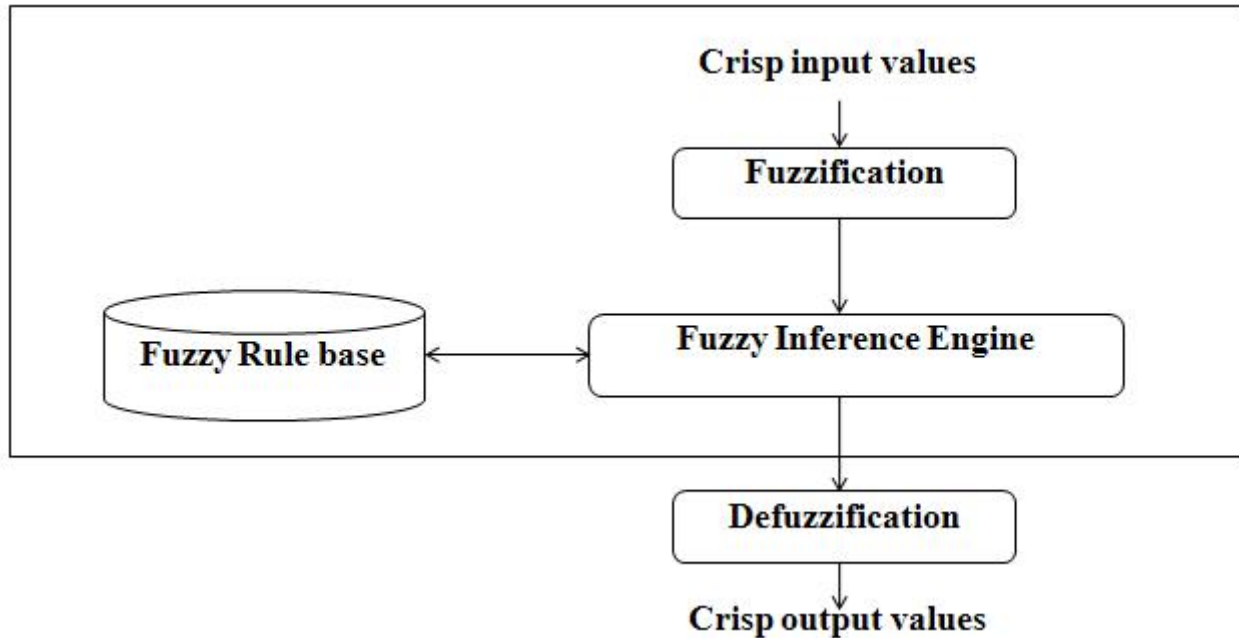 Crisp input values
Fuzzification
Fuzzy Rule base
Fuzzy Inference Engine
Defuzzification
Crisp output values